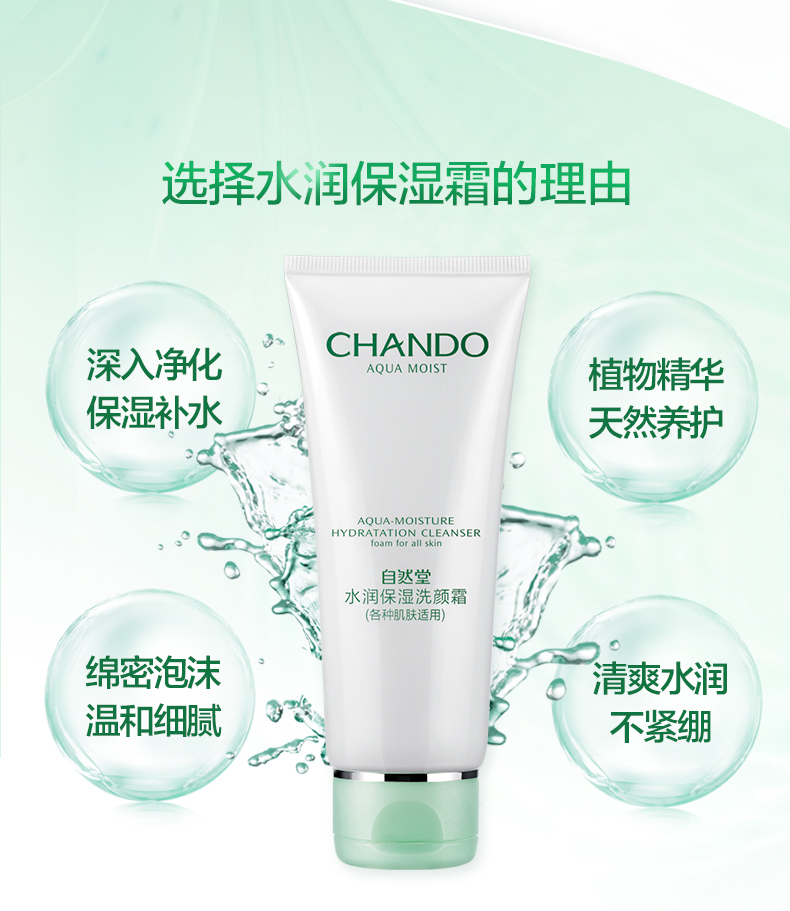 选择水润保湿霜的理由
深入净化
保湿补水
植物精华
天然养护
CHANDO
AQUA MOIST
AQUA-MOISTURE
HYDRATATION CLEANSER
foam for all skin
自然堂
水润保湿洗颜霜
(各种肌肤适用)
绵密泡沫
温和细腻
清爽水润
不紧绷